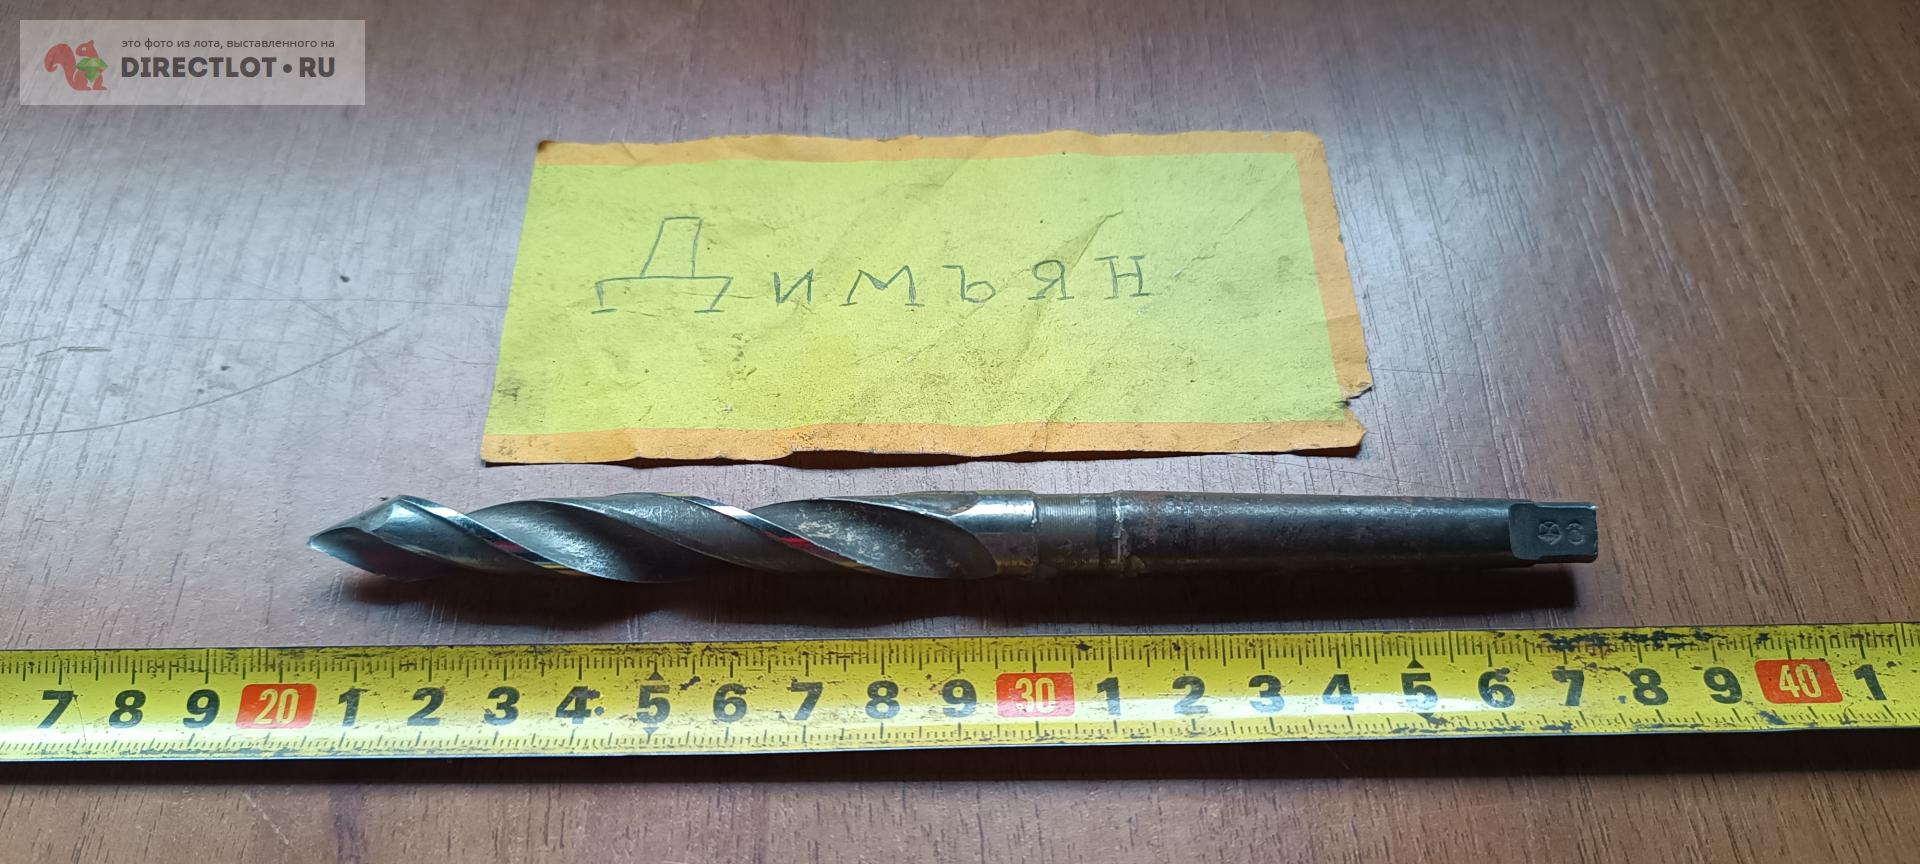 это фото из лота, выставленного на
DIRECTLOT.RU
Димъян
7 8 9 20 1 2 3 4 5 6 7 8 9 30 1 2 3 4 5 6 7 8 9 40 1